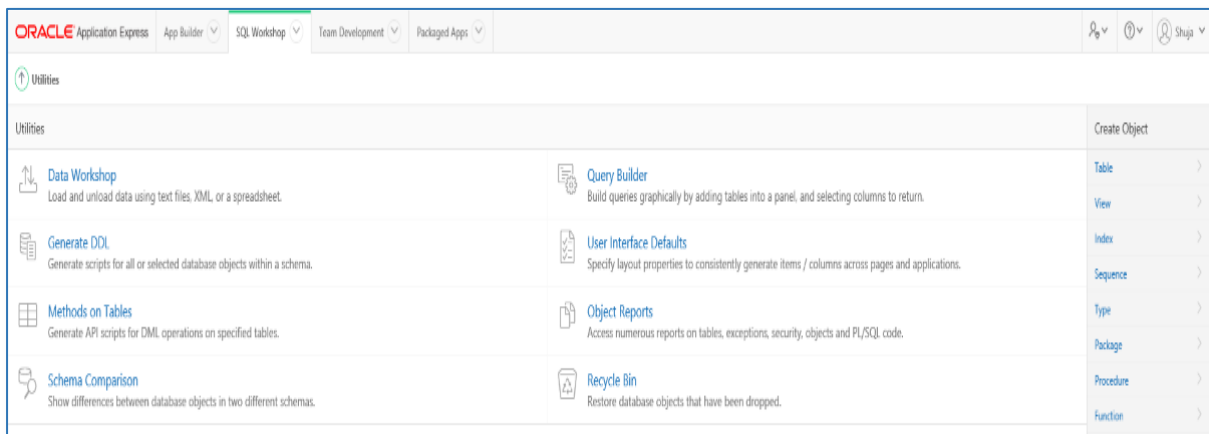 ORACLE Application Express App Builder SQL Workshop Team Development Packaged Apps Shuja
Utilities
Utilities
Data Workshop
Load and unload data using text files, XML, or a spreadsheet.
Query Builder
Build queries graphically by adding tables into a panel, and selecting columns to return.
Generate DDL
Generate scripts for all or selected database objects within a schema.
User Interface Defaults
Specify layout properties to consistently generate items / columns across pages and applications.
Methods on Tables
Generate API scripts for DML operations on specified tables.
Object Reports
Access numerous reports on tables, exceptions, security, objects and PL/SQL code.
Schema Comparison
Show differences between database objects in two different schemas.
Recycle Bin
Restore database objects that have been dropped.
Create Object
Table
View
Index
Sequence
Type
Package
Procedure
Function